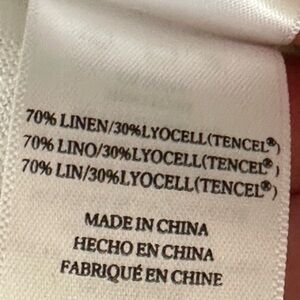 70% LINEN/30%LYOCELL(TENCEL®)
70% LINO/30%LYOCELL(TENCEL®)
70% LIN/30%LYOCELL(TENCEL®)
MADE IN CHINA
HECHO EN CHINA
FABRIQUÉ EN CHINE